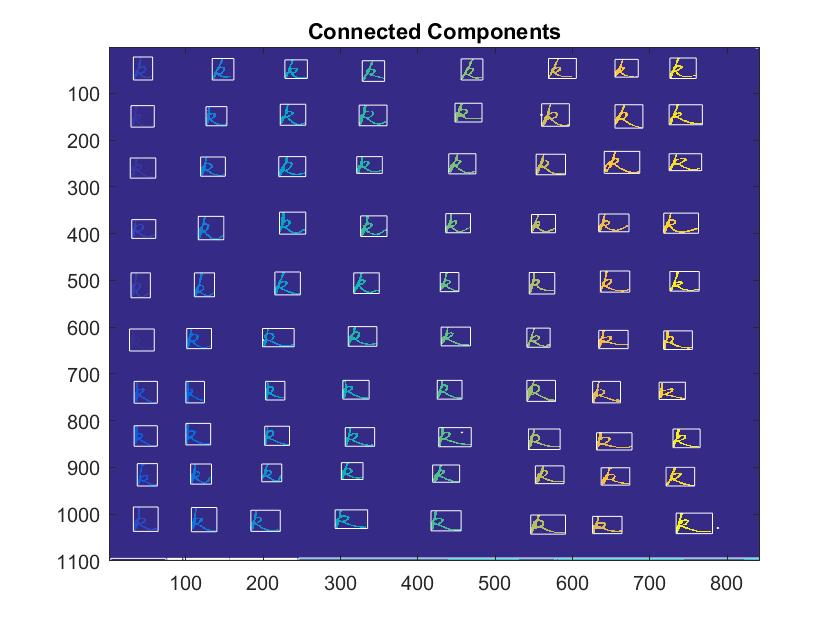 Connected Components
k k k k k k k k
100
k k k k k k k k
200
k k k k k k k k
300
k k k k k k k k
400
500
k k k k k k k k
600
k k k k k k k
700
k k k k k k k k
800
k k k k k k k k
900
k k k k k k k k
1000
k k k k k k k k
1100
100 200 300 400 500 600 700 800